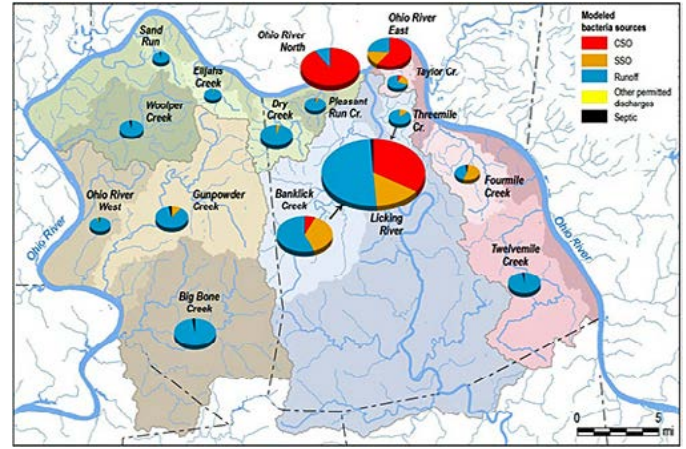 Sand
Run
Ohio River
North
Ohio River
East
Modeled
bacteria sources
CSO
SSO
Runoff
Other permitted
discharges
Septic
Elijahs
Creek
Taylor Cr.
Woolper
Creek
Dry
Creek
Pleasant
Run Cr.
Threemile
Cr.
Ohio River
West
Gunpowder
Creek
Banklick
Creek
Licking
River
Fourmile
Creek
Ohio River
Ohio River
Twelvemile
Creek
Big Bone
Creek
0 5
mi